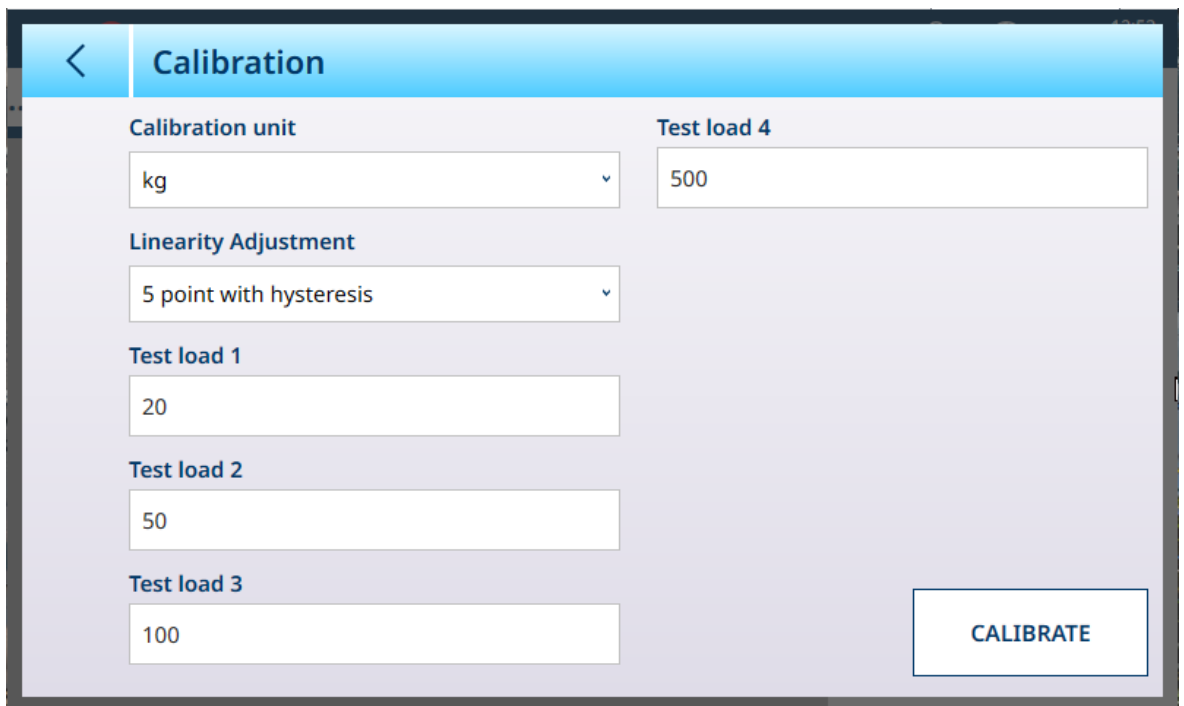 Calibration
Calibration unit
kg
Linearity Adjustment
5 point with hysteresis
Test load 1
20
Test load 2
50
Test load 3
100
Test load 4
500
CALIBRATE